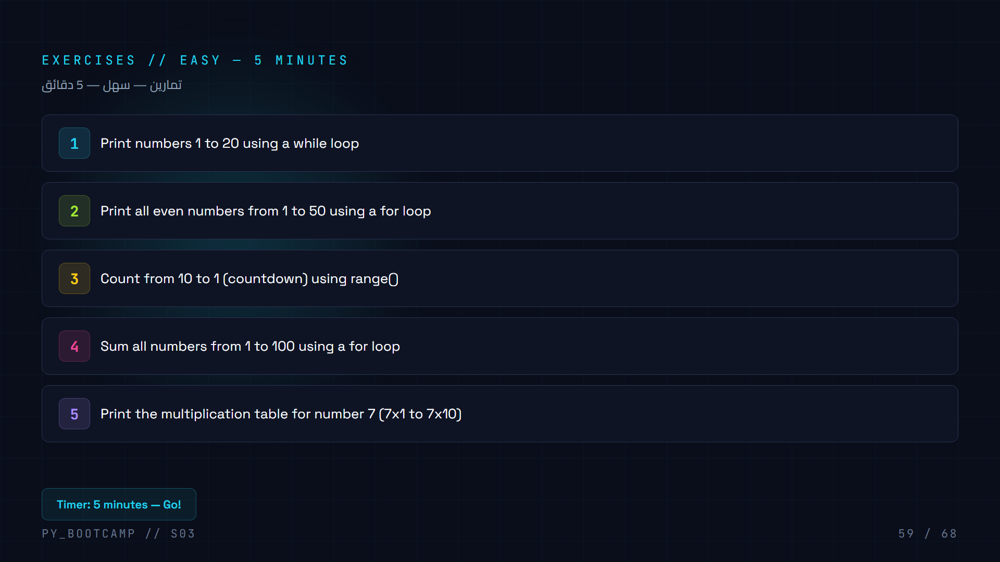 EXERCISES // EASY — 5 MINUTES
تمارين — سهل — 5 دقائق
1 Print numbers 1 to 20 using a while loop
2 Print all even numbers from 1 to 50 using a for loop
3 Count from 10 to 1 (countdown) using range()
4 Sum all numbers from 1 to 100 using a for loop
5 Print the multiplication table for number 7 (7x1 to 7x10)
Timer: 5 minutes — Go!
PY_BOOTCAMP // S03
59 / 68